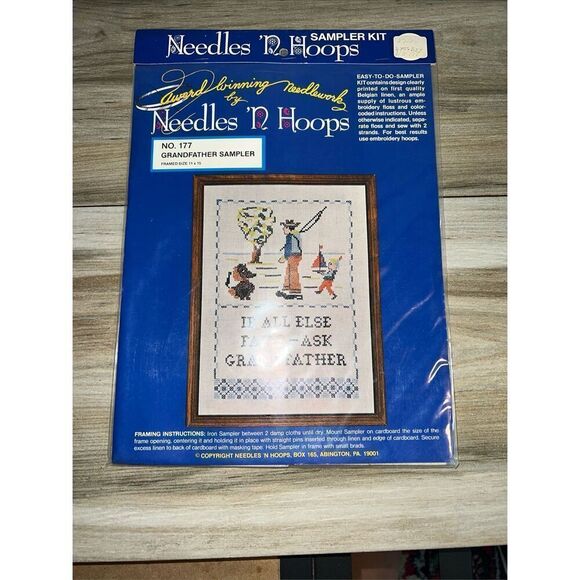 Needles 'N Hoops SAMPLER KIT
award winning needlework
by
Needles 'N Hoops
EASY-TO-DO-SAMPLER
KIT contains design clearly
printed on first quality
Belgian linen, an ample
supply of lustrous em-
broidery floss and color-
coded instructions. Unless
otherwise indicated, sepa-
rate floss and sew with 2
strands. For best results
use embroidery hoops.
NO. 177
GRANDFATHER SAMPLER
FRAMED SIZE 11 x 15
IF ALL ELSE
FAILS-ASK
GRANDFATHER
FRAMING INSTRUCTIONS: Iron Sampler between 2 damp cloths until dry. Mount Sampler on cardboard the size of the
frame opening, centering it and holding it in place with straight pins inserted through linen and edge of cardboard. Secure
excess linen to back of cardboard with masking tape. Hold Sampler in frame with small brads.
© COPYRIGHT NEEDLES 'N HOOPS, BOX 165, ABINGTON, PA. 19001